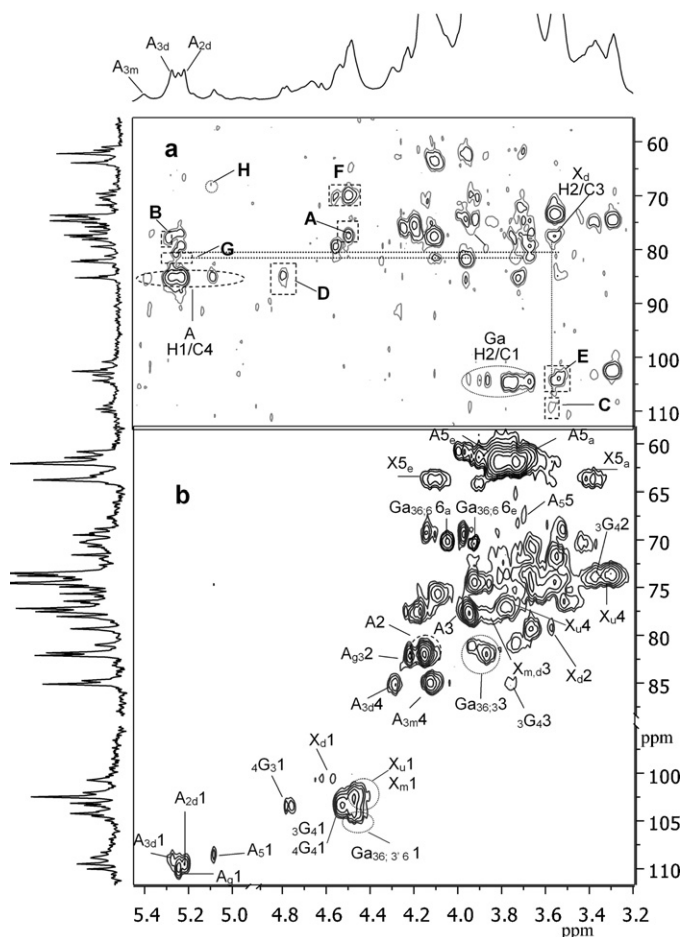 A3m
A3d
A2d
a
H
F
Xd
H2/C3
B
A
G
D
A
H1/C4
Ga
H2/C1
E
C
60
70
80
90
100
110
b
A5e
A5a
X5e
X5a
Ga36;6 6a
Ga36;6 6e
A55
3G42
A2
A3
Xu4
Xu4
Ag32
Xm,d3
Xd2
A3d4
A3m4
Ga36;33
3G43
60
65
70
75
80
85
ppm
Xd1
Xu1
Xm1
4G31
3G41
4G41
Ga36; 3' 6 1
A2d1
A3d1
A51
Ag1
100
105
110
5.4 5.2 5.0 4.8 4.6 4.4 4.2 4.0 3.8 3.6 3.4 3.2
ppm ppm